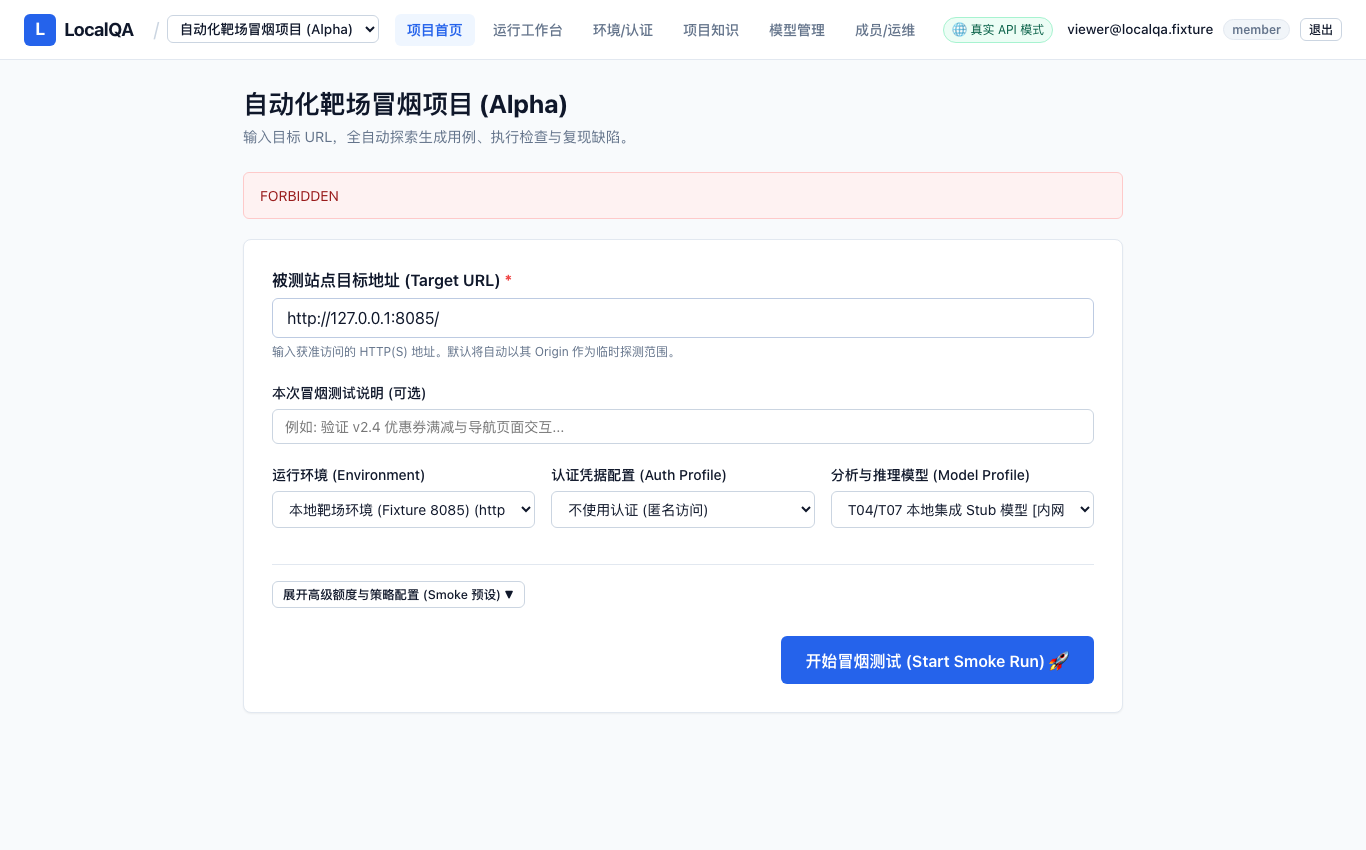 L LocalQA / 自动化靶场冒烟项目 (Alpha) 项目首页 运行工作台 环境/认证 项目知识 模型管理 成员/运维 🌐 真实 API 模式 viewer@localqa.fixture member 退出
自动化靶场冒烟项目 (Alpha)
输入目标 URL，全自动探索生成用例、执行检查与复现缺陷。
FORBIDDEN
被测站点目标地址 (Target URL) *
http://127.0.0.1:8085/
输入获准访问的 HTTP(S) 地址。默认将自动以其 Origin 作为临时探测范围。
本次冒烟测试说明 (可选)
例如: 验证 v2.4 优惠券满减与导航页面交互...
运行环境 (Environment) 认证凭据配置 (Auth Profile) 分析与推理模型 (Model Profile)
本地靶场环境 (Fixture 8085) (http 不使用认证 (匿名访问) T04/T07 本地集成 Stub 模型 [内网
展开高级额度与策略配置 (Smoke 预设) ▼
开始冒烟测试 (Start Smoke Run) 🚀